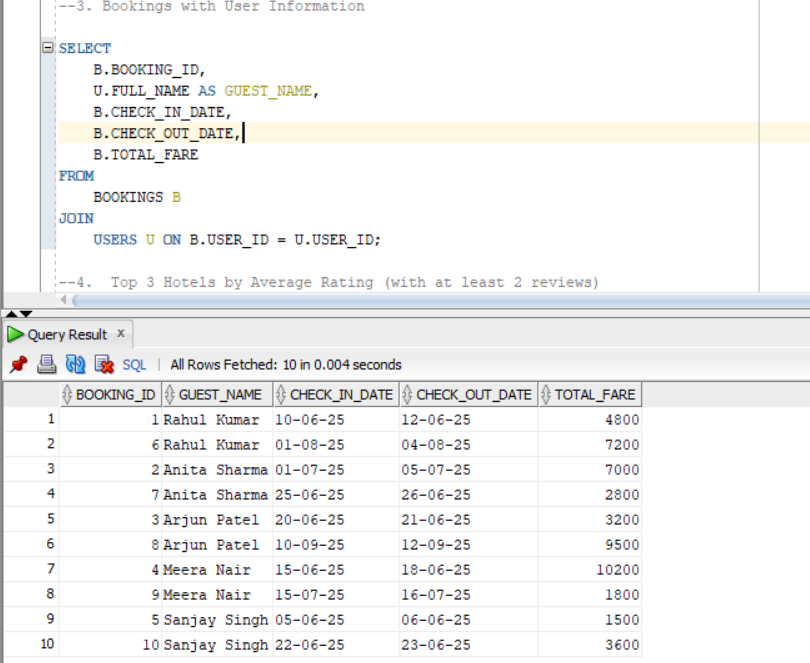 --3. Bookings with User Information
SELECT
B.BOOKING_ID,
U.FULL_NAME AS GUEST_NAME,
B.CHECK_IN_DATE,
B.CHECK_OUT_DATE,
B.TOTAL_FARE
FROM
BOOKINGS B
JOIN
USERS U ON B.USER_ID = U.USER_ID;
--4.  Top 3 Hotels by Average Rating (with at least 2 reviews)
Query Result x
SQL | All Rows Fetched: 10 in 0.004 seconds
BOOKING_ID GUEST_NAME CHECK_IN_DATE CHECK_OUT_DATE TOTAL_FARE
1 1 Rahul Kumar 10-06-25 12-06-25 4800
2 6 Rahul Kumar 01-08-25 04-08-25 7200
3 2 Anita Sharma 01-07-25 05-07-25 7000
4 7 Anita Sharma 25-06-25 26-06-25 2800
5 3 Arjun Patel 20-06-25 21-06-25 3200
6 8 Arjun Patel 10-09-25 12-09-25 9500
7 4 Meera Nair 15-06-25 18-06-25 10200
8 9 Meera Nair 15-07-25 16-07-25 1800
9 5 Sanjay Singh 05-06-25 06-06-25 1500
10 10 Sanjay Singh 22-06-25 23-06-25 3600